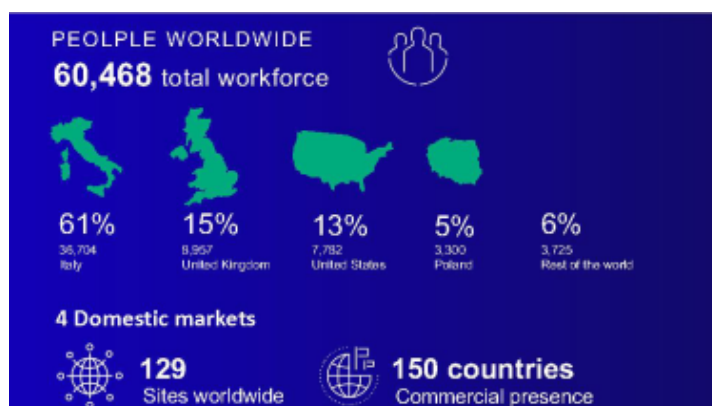 PEOLPLE WORLDWIDE
60,468 total workforce
61% 15% 13% 5% 6%
36,704 8,957 7,782 3,300 3,725
Italy United Kingdom United States Poland Rest of the world
4 Domestic markets
129 150 countries
Sites worldwide Commercial presence